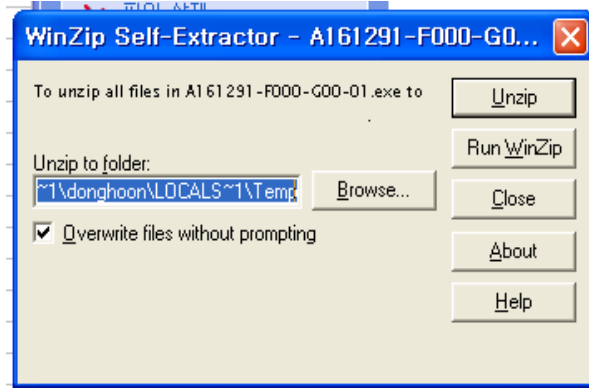 WinZip Self-Extractor - A161291-F000-G0...
To unzip all files in A161291-F000-G00-01.exe to
.
Unzip to folder:
~1\donghoon\LOCALS~1\Temp
Browse...
Overwrite files without prompting
Unzip
Run WinZip
Close
About
Help